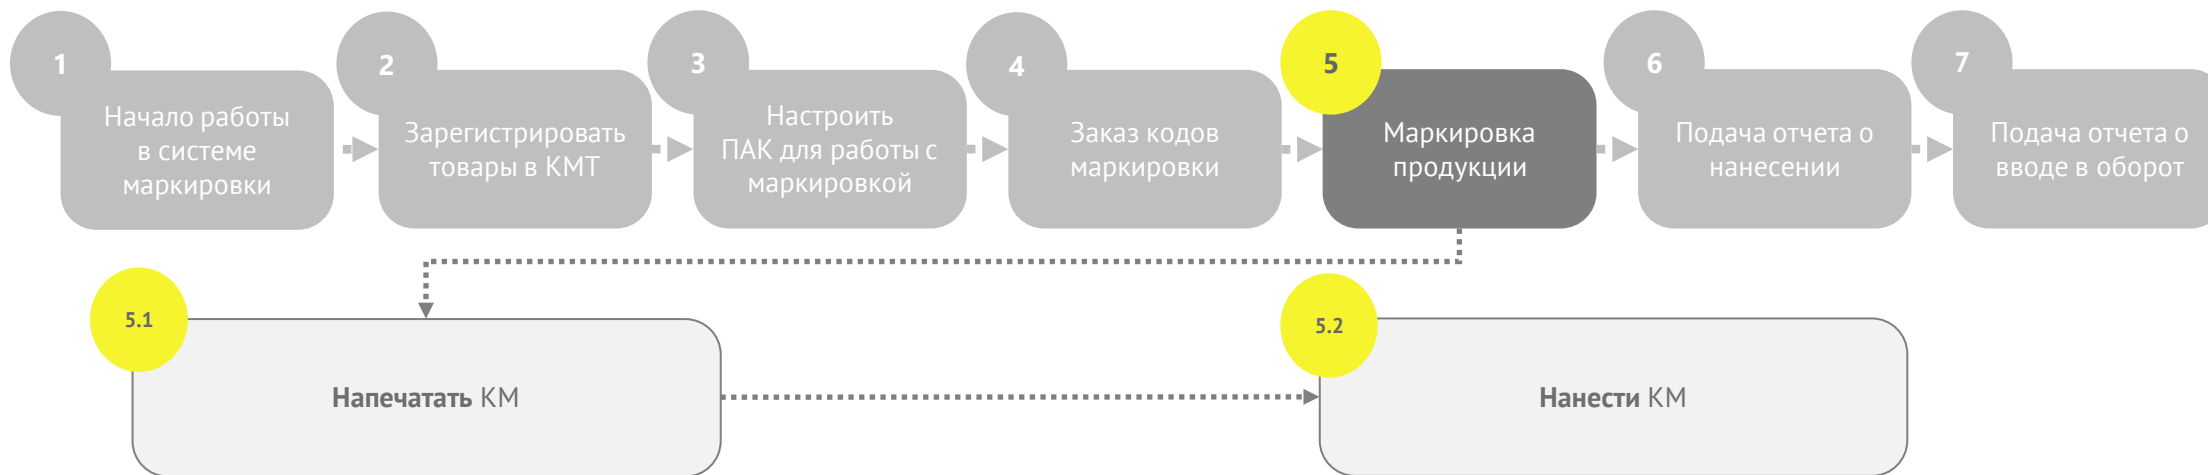 1
Начало работы
в системе
маркировки
2
Зарегистрировать
товары в КМТ
3
Настроить
ПАК для работы с
маркировкой
4
Заказ кодов
маркировки
5
Маркировка
продукции
6
Подача отчета о
нанесении
7
Подача отчета о
вводе в оборот
5.1
Напечатать КМ
5.2
Нанести КМ